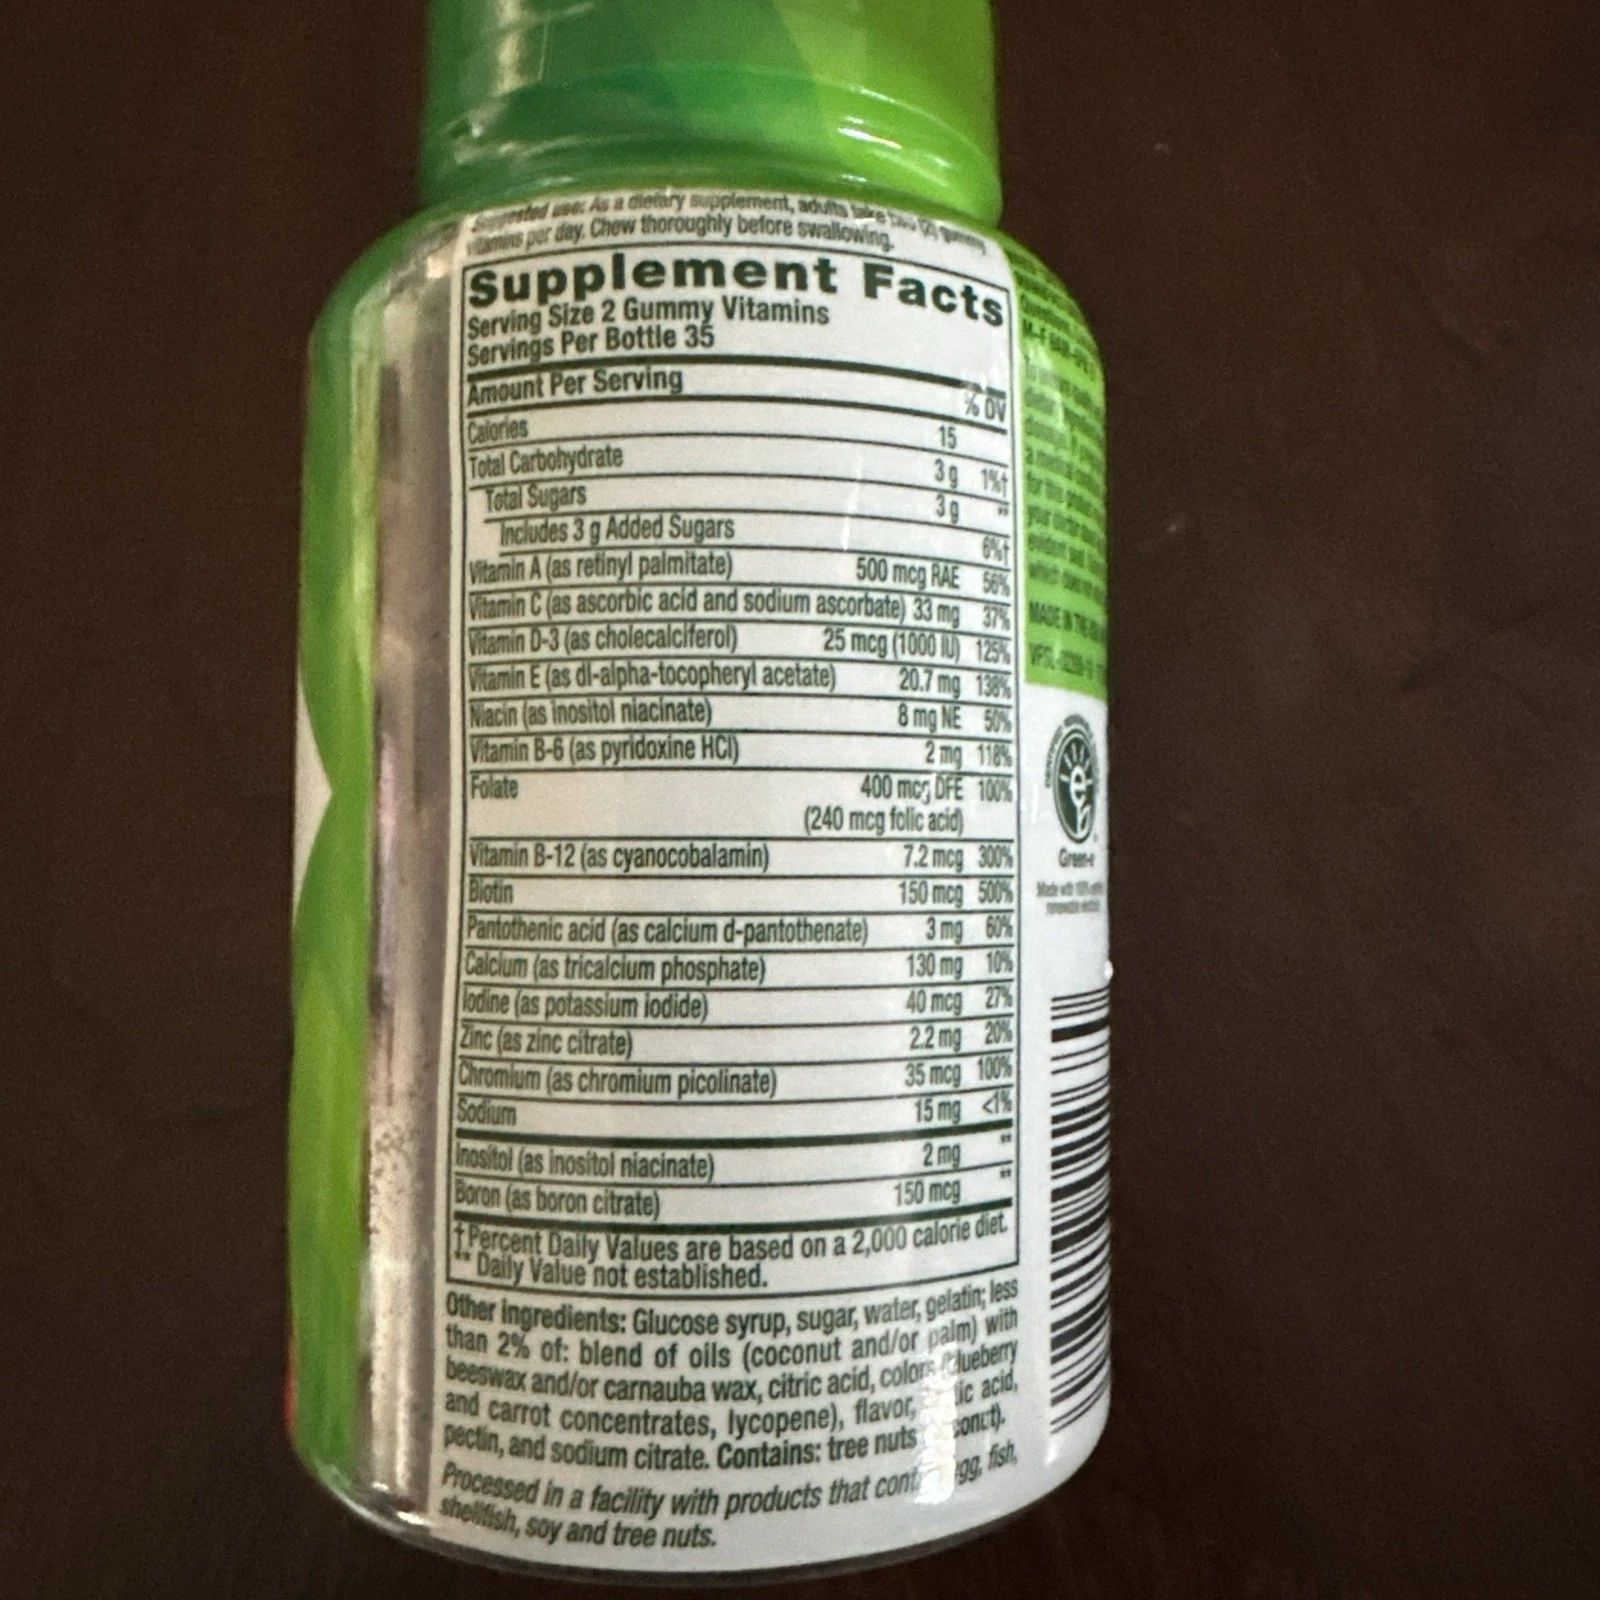 Suggested use: As a dietary supplement, adults take two (2) gummy
vitamins per day. Chew thoroughly before swallowing.
Supplement Facts
Serving Size 2 Gummy Vitamins
Servings Per Bottle 35
Amount Per Serving % DV
Calories 15
Total Carbohydrate 3 g 1%†
Total Sugars 3 g **
Includes 3 g Added Sugars 6%†
Vitamin A (as retinyl palmitate) 500 mcg RAE 56%
Vitamin C (as ascorbic acid and sodium ascorbate) 33 mg 37%
Vitamin D-3 (as cholecalciferol) 25 mcg (1000 IU) 125%
Vitamin E (as dl-alpha-tocopheryl acetate) 20.7 mg 138%
Niacin (as inositol niacinate) 8 mg NE 50%
Vitamin B-6 (as pyridoxine HCl) 2 mg 118%
Folate 400 mcg DFE 100%
(240 mcg folic acid)
Vitamin B-12 (as cyanocobalamin) 7.2 mcg 300%
Biotin 150 mcg 500%
Pantothenic acid (as calcium d-pantothenate) 3 mg 60%
Calcium (as tricalcium phosphate) 130 mg 10%
Iodine (as potassium iodide) 40 mcg 27%
Zinc (as zinc citrate) 2.2 mg 20%
Chromium (as chromium picolinate) 35 mcg 100%
Sodium 15 mg <1%
Inositol (as inositol niacinate) 2 mg **
Boron (as boron citrate) 150 mcg **
† Percent Daily Values are based on a 2,000 calorie diet.
** Daily Value not established.
Other Ingredients: Glucose syrup, sugar, water, gelatin; less
than 2% of: blend of oils (coconut and/or palm) with
beeswax and/or carnauba wax, citric acid, colors (blueberry
and carrot concentrates, lycopene), flavor, acid,
pectin, and sodium citrate. Contains: tree nuts
Processed in a facility with products that egg, fish,
shellfish, soy and tree nuts.
MADE IN THE
Green-e
Made with 100%
renewable